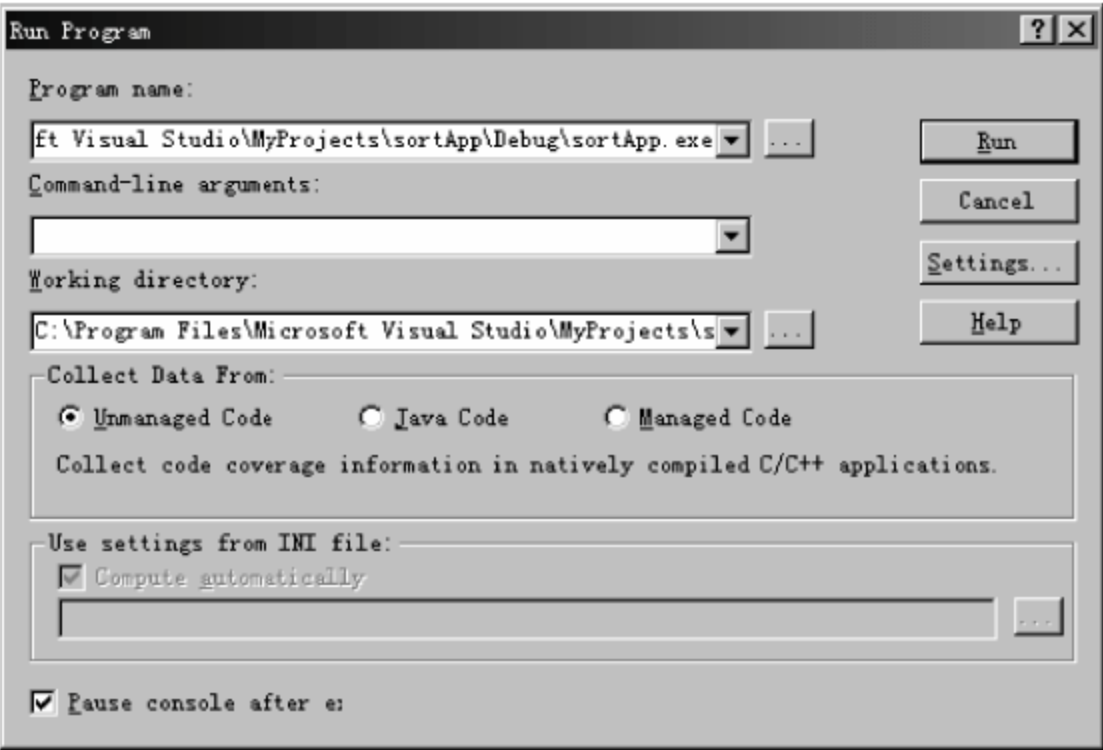 Run Program
Program name:
ft Visual Studio\MyProjects\sortApp\Debug\sortApp.exe
...
Run
Command-line arguments:
Cancel
Settings...
Working directory:
C:\Program Files\Microsoft Visual Studio\MyProjects\s
...
Help
Collect Data From:
Unmanaged Code Java Code Managed Code
Collect code coverage information in natively compiled C/C++ applications.
Use settings from INI file:
Compute automatically
...
Pause console after